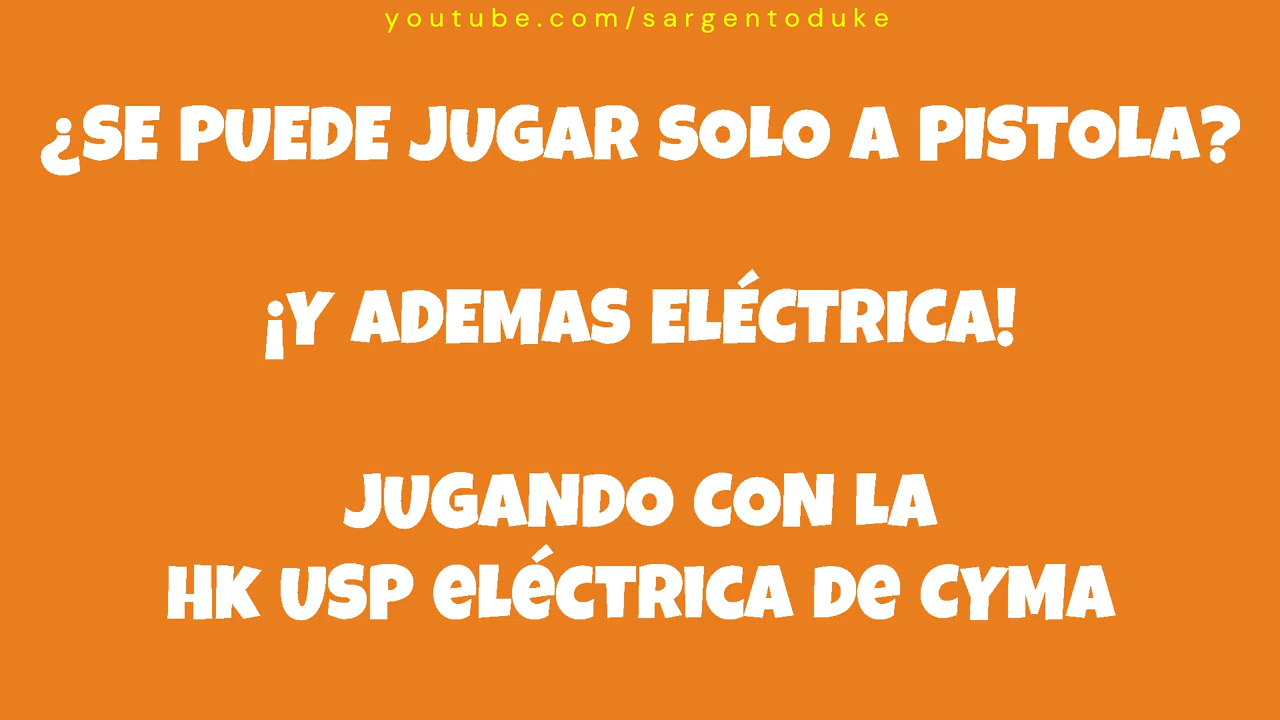 youtube.com/sargentoduke
¿SE PUEDE JUGAR SOLO A PISTOLA?
¡Y ADEMAS ELÉCTRICA!
JUGANDO CON LA
HK USP eLéCTRICA De CYMA